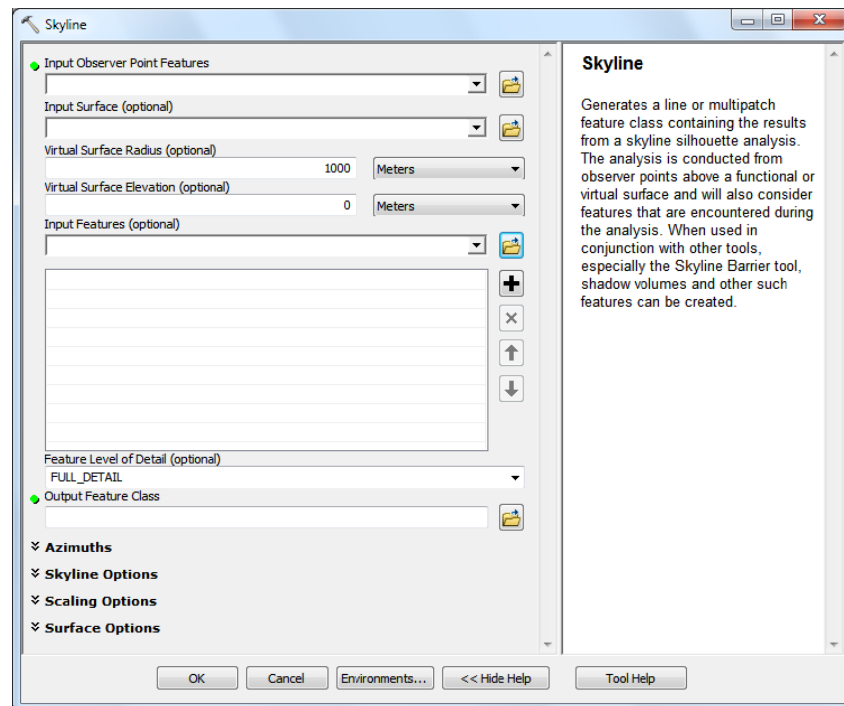 Skyline
Input Observer Point Features
Input Surface (optional)
Virtual Surface Radius (optional)
1000 Meters
Virtual Surface Elevation (optional)
0 Meters
Input Features (optional)
Feature Level of Detail (optional)
FULL_DETAIL
Output Feature Class
Azimuths
Skyline Options
Scaling Options
Surface Options
Skyline
Generates a line or multipatch
feature class containing the results
from a skyline silhouette analysis.
The analysis is conducted from
observer points above a functional or
virtual surface and will also consider
features that are encountered during
the analysis. When used in
conjunction with other tools,
especially the Skyline Barrier tool,
shadow volumes and other such
features can be created.
OK Cancel Environments... << Hide Help Tool Help